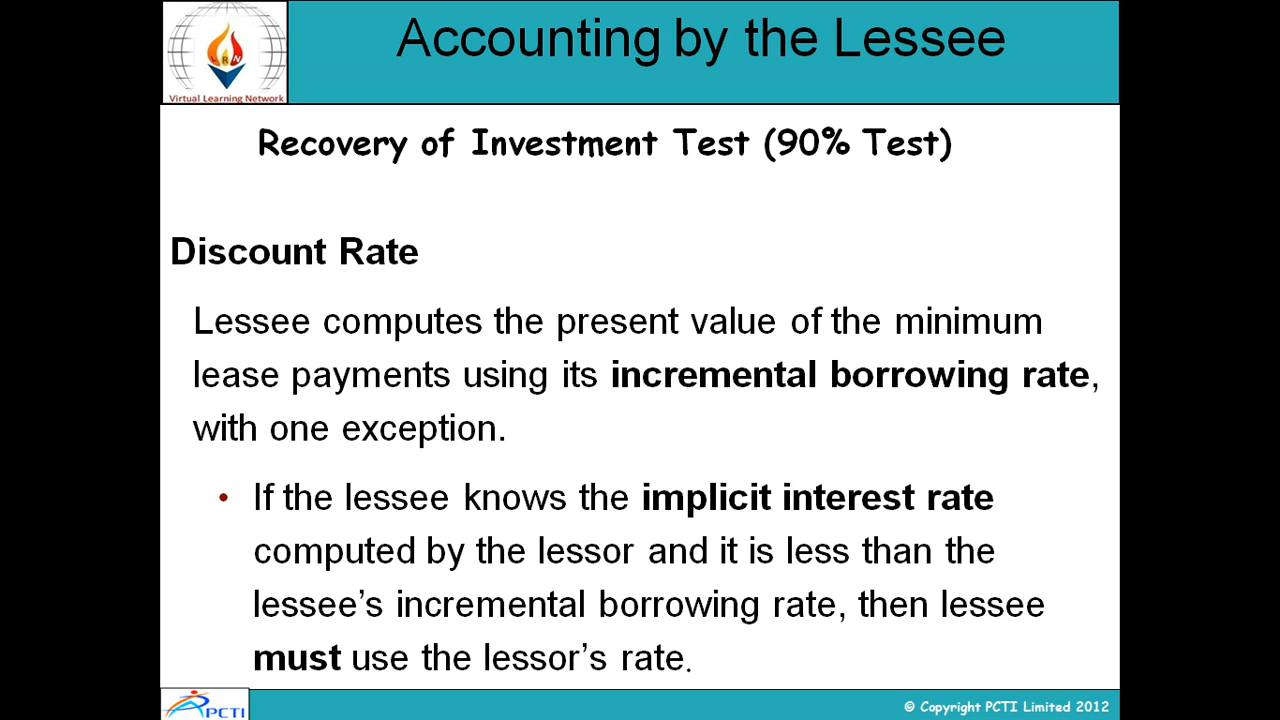 Accounting by the Lessee
Virtual Learning Network
Recovery of Investment Test (90% Test)
Discount Rate
Lessee computes the present value of the minimum
lease payments using its incremental borrowing rate,
with one exception.
• If the lessee knows the implicit interest rate
computed by the lessor and it is less than the
lessee’s incremental borrowing rate, then lessee
must use the lessor’s rate.
PCTI
© Copyright PCTI Limited 2012